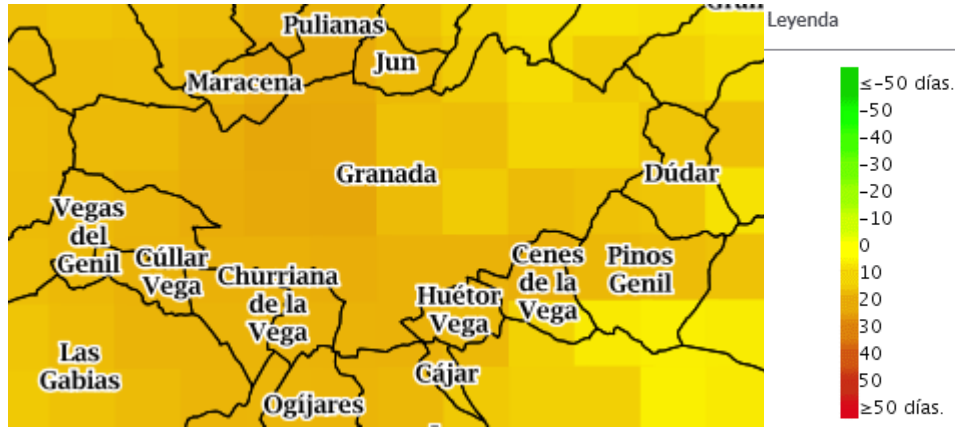 Pulianas
Jun
Maracena
Granada
Dúdar
Vegas
del
Genil
Cúllar
Vega
Churriana
de la
Vega
Huétor
Vega
Cenes
de la
Vega
Pinos
Genil
Las
Gabias
Cájar
Ogíjares
Leyenda
≤-50 días.
-50
-40
-30
-20
-10
0
10
20
30
40
50
≥50 días.